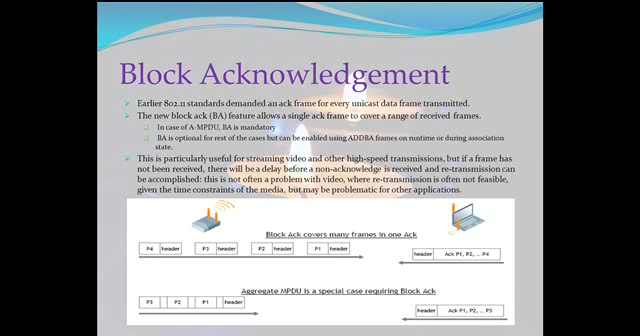 Block Acknowledgement
Earlier 802.11 standards demanded an ack frame for every unicast data frame transmitted.
The new block ack (BA) feature allows a single ack frame to cover a range of received frames.
In case of A-MPDU, BA is mandatory
BA is optional for rest of the cases but can be enabled using ADDBA frames on runtime or during association
state.
This is particularly useful for streaming video and other high-speed transmissions, but if a frame has
not been received, there will be a delay before a non-acknowledge is received and re-transmission can
be accomplished: this is not often a problem with video, where re-transmission is often not feasible,
given the time constraints of the media, but may be problematic for other applications.
Block Ack covers many frames in one Ack
P4 header P3 header P2 header P1 header
header Ack P1, P2, ... P4
Aggregate MPDU is a special case requiring Block Ack
P3 P2 P1 header
header Ack P1, P2, ... P3